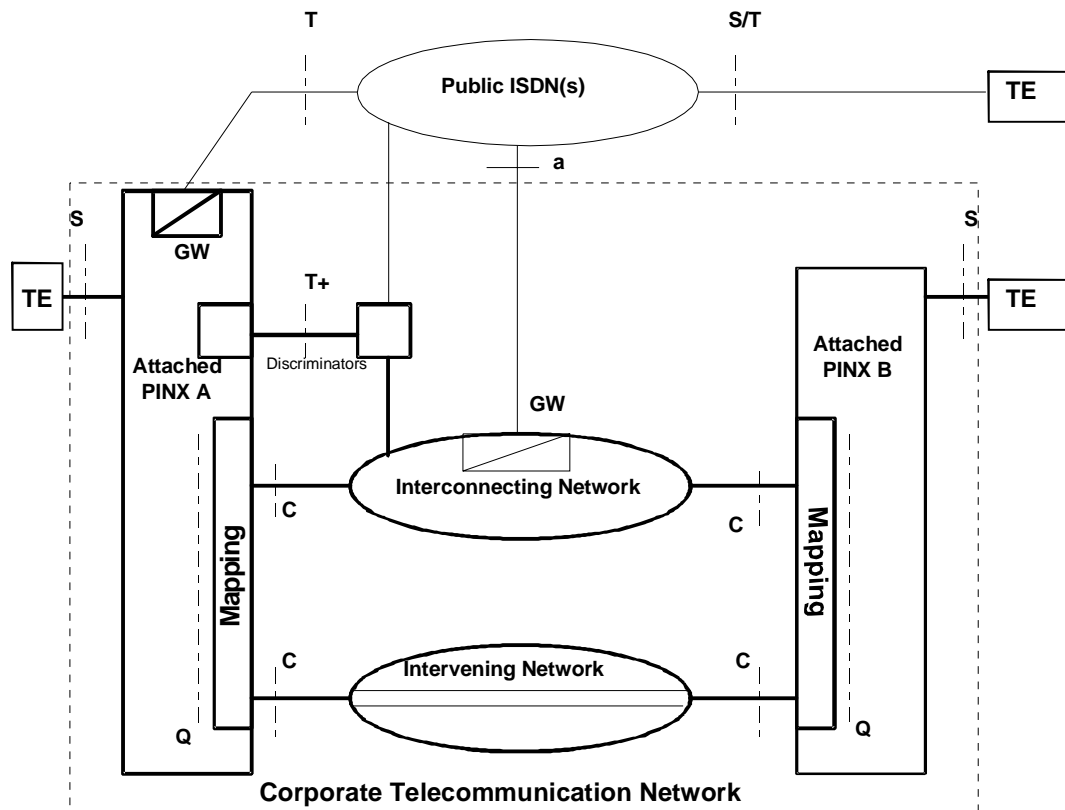 T
S/T
Public ISDN(s)
TE
a
S
S
GW
T+
TE
TE
Discriminators
Attached
PINX A
Attached
PINX B
GW
Interconnecting Network
C
C
Mapping
Mapping
C
C
Intervening Network
Q
Q
Corporate Telecommunication Network